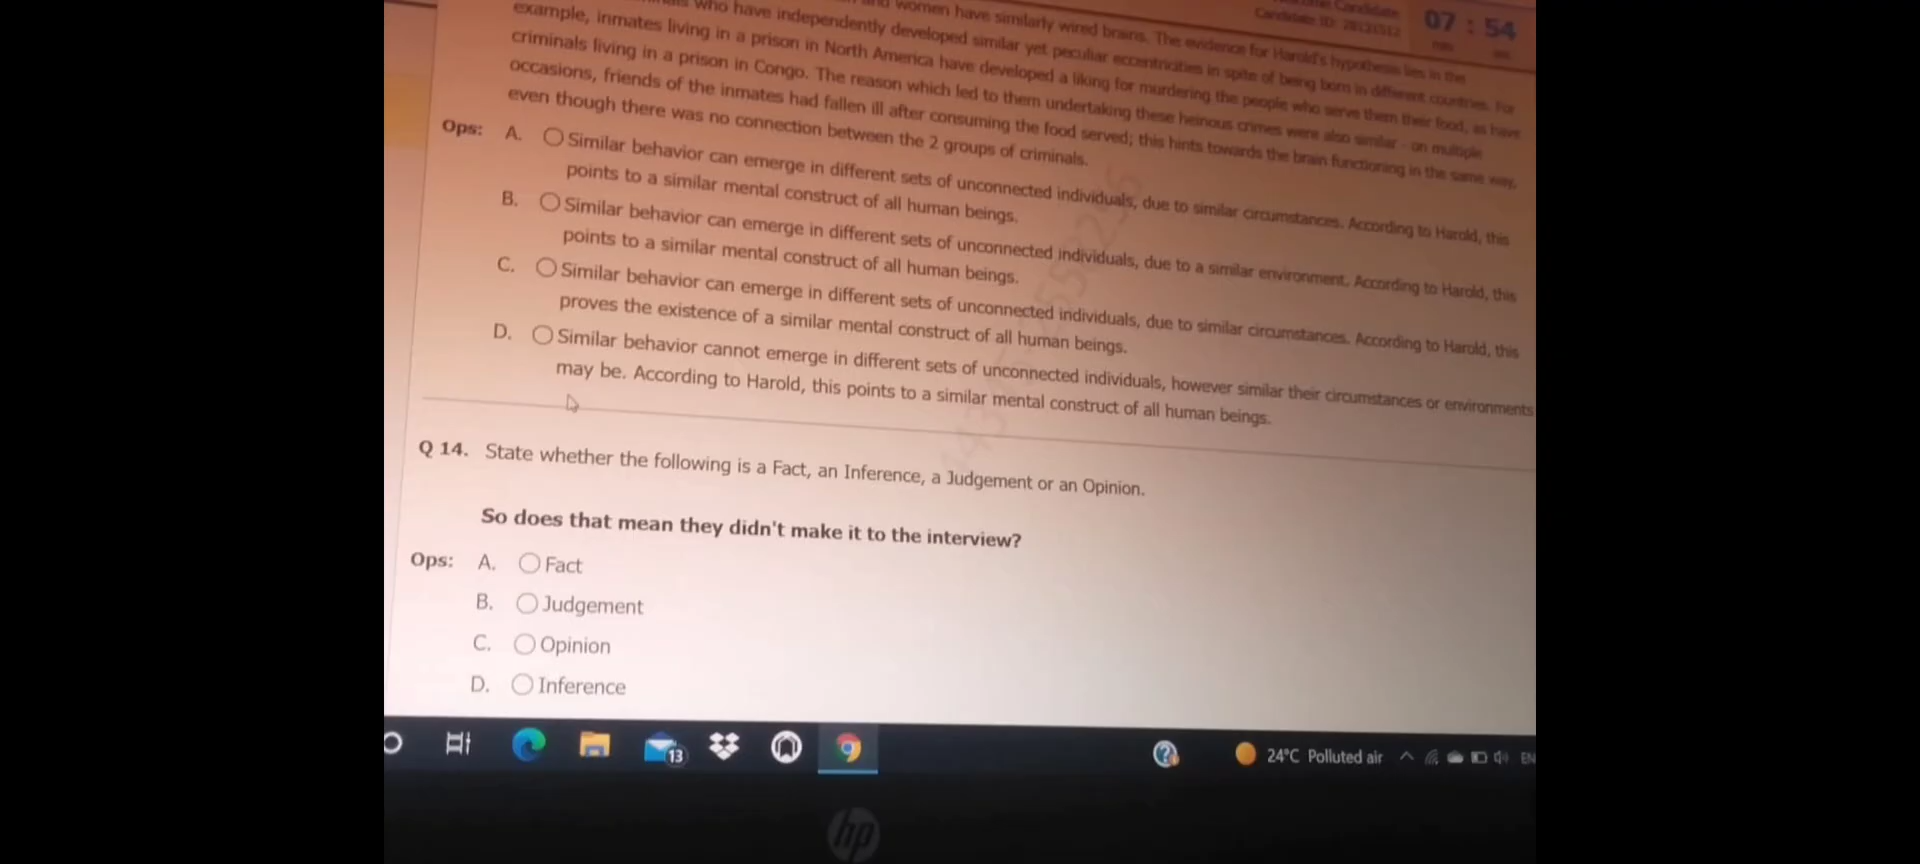 women have similarly wired brains. The evidence for Harold's hypothesis lies in the
who have independently developed similar yet peculiar eccentricities in spite of being born in different countries. For
example, inmates living in a prison in North America have developed a liking for murdering the people who serve them their food, as have
criminals living in a prison in Congo. The reason which led to them undertaking these heinous crimes were also similar - on multiple
occasions, friends of the inmates had fallen ill after consuming the food served; this hints towards the brain functioning in the same way,
even though there was no connection between the 2 groups of criminals.
Candidate
Candidate ID:
07 : 54
Ops: A. Similar behavior can emerge in different sets of unconnected individuals, due to similar circumstances. According to Harold, this
points to a similar mental construct of all human beings.
B. Similar behavior can emerge in different sets of unconnected individuals, due to a similar environment. According to Harold, this
points to a similar mental construct of all human beings.
C. Similar behavior can emerge in different sets of unconnected individuals, due to similar circumstances. According to Harold, this
proves the existence of a similar mental construct of all human beings.
D. Similar behavior cannot emerge in different sets of unconnected individuals, however similar their circumstances or environments
may be. According to Harold, this points to a similar mental construct of all human beings.
Q 14. State whether the following is a Fact, an Inference, a Judgement or an Opinion.
So does that mean they didn't make it to the interview?
Ops: A. Fact
B. Judgement
C. Opinion
D. Inference
13
24°C Polluted air
EN
hp